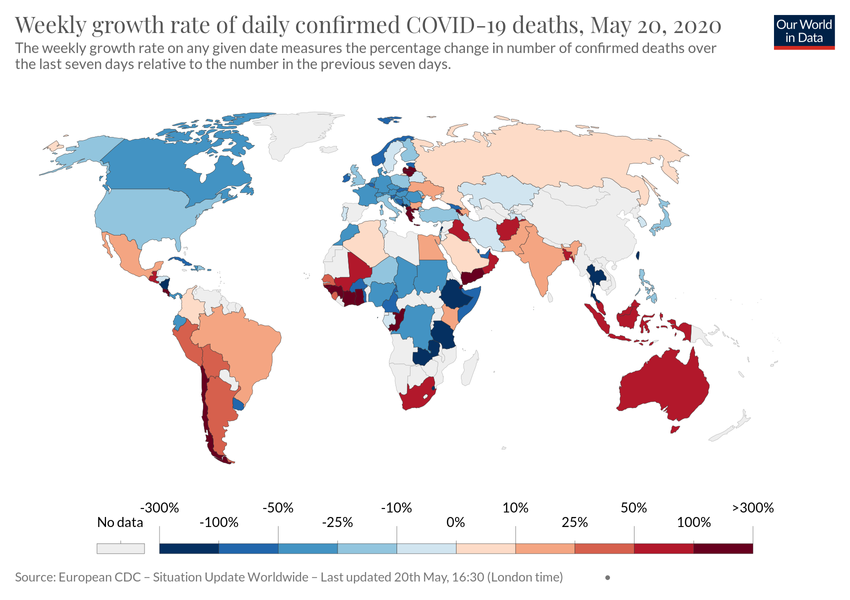 Weekly growth rate of daily confirmed COVID-19 deaths, May 20, 2020
Our World
in Data
The weekly growth rate on any given date measures the percentage change in number of confirmed deaths over
the last seven days relative to the number in the previous seven days.
-300% -50% -10% 10% 50% >300%
No data -100% -25% 0% 25% 100%
Source: European CDC – Situation Update Worldwide – Last updated 20th May, 16:30 (London time) •